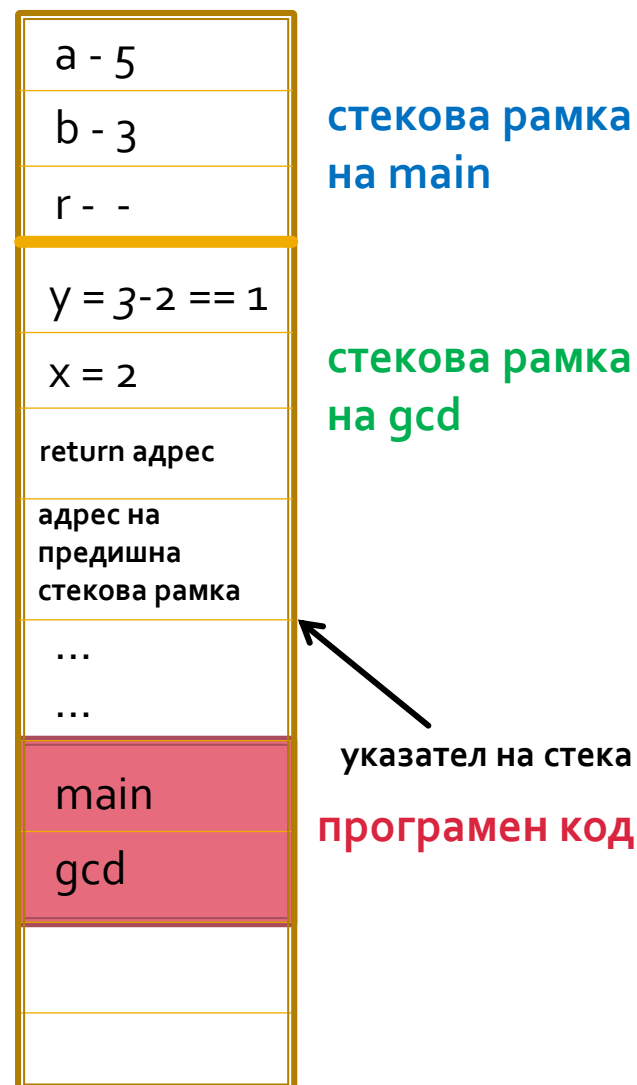 a - 5
b - 3
r - -
стекова рамка
на main
y = 3-2 == 1
x = 2
return адрес
адрес на
предишна
стекова рамка
стекова рамка
на gcd
...
...
указател на стека
main
gcd
програмен код